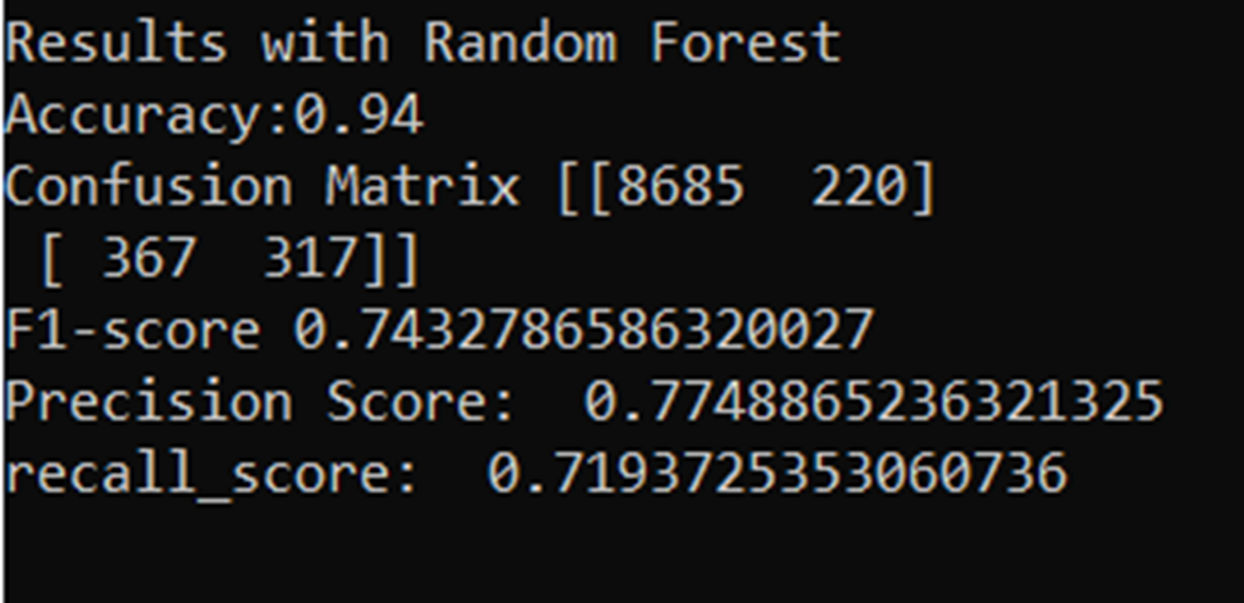 Results with Random Forest
Accuracy:0.94
Confusion Matrix [[8685  220]
 [ 367  317]]
F1-score 0.7432786586320027
Precision Score:  0.7748865236321325
recall_score:  0.7193725353060736